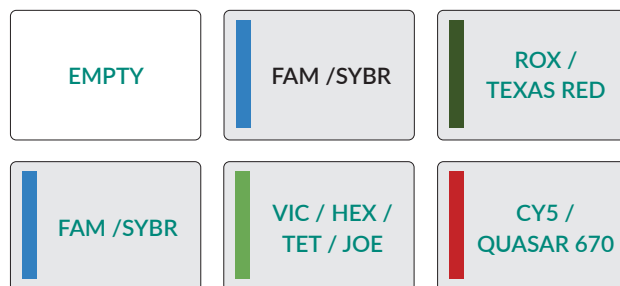 EMPTY
FAM /SYBR
ROX /
TEXAS RED
FAM /SYBR
VIC / HEX /
TET / JOE
CY5 /
QUASAR 670